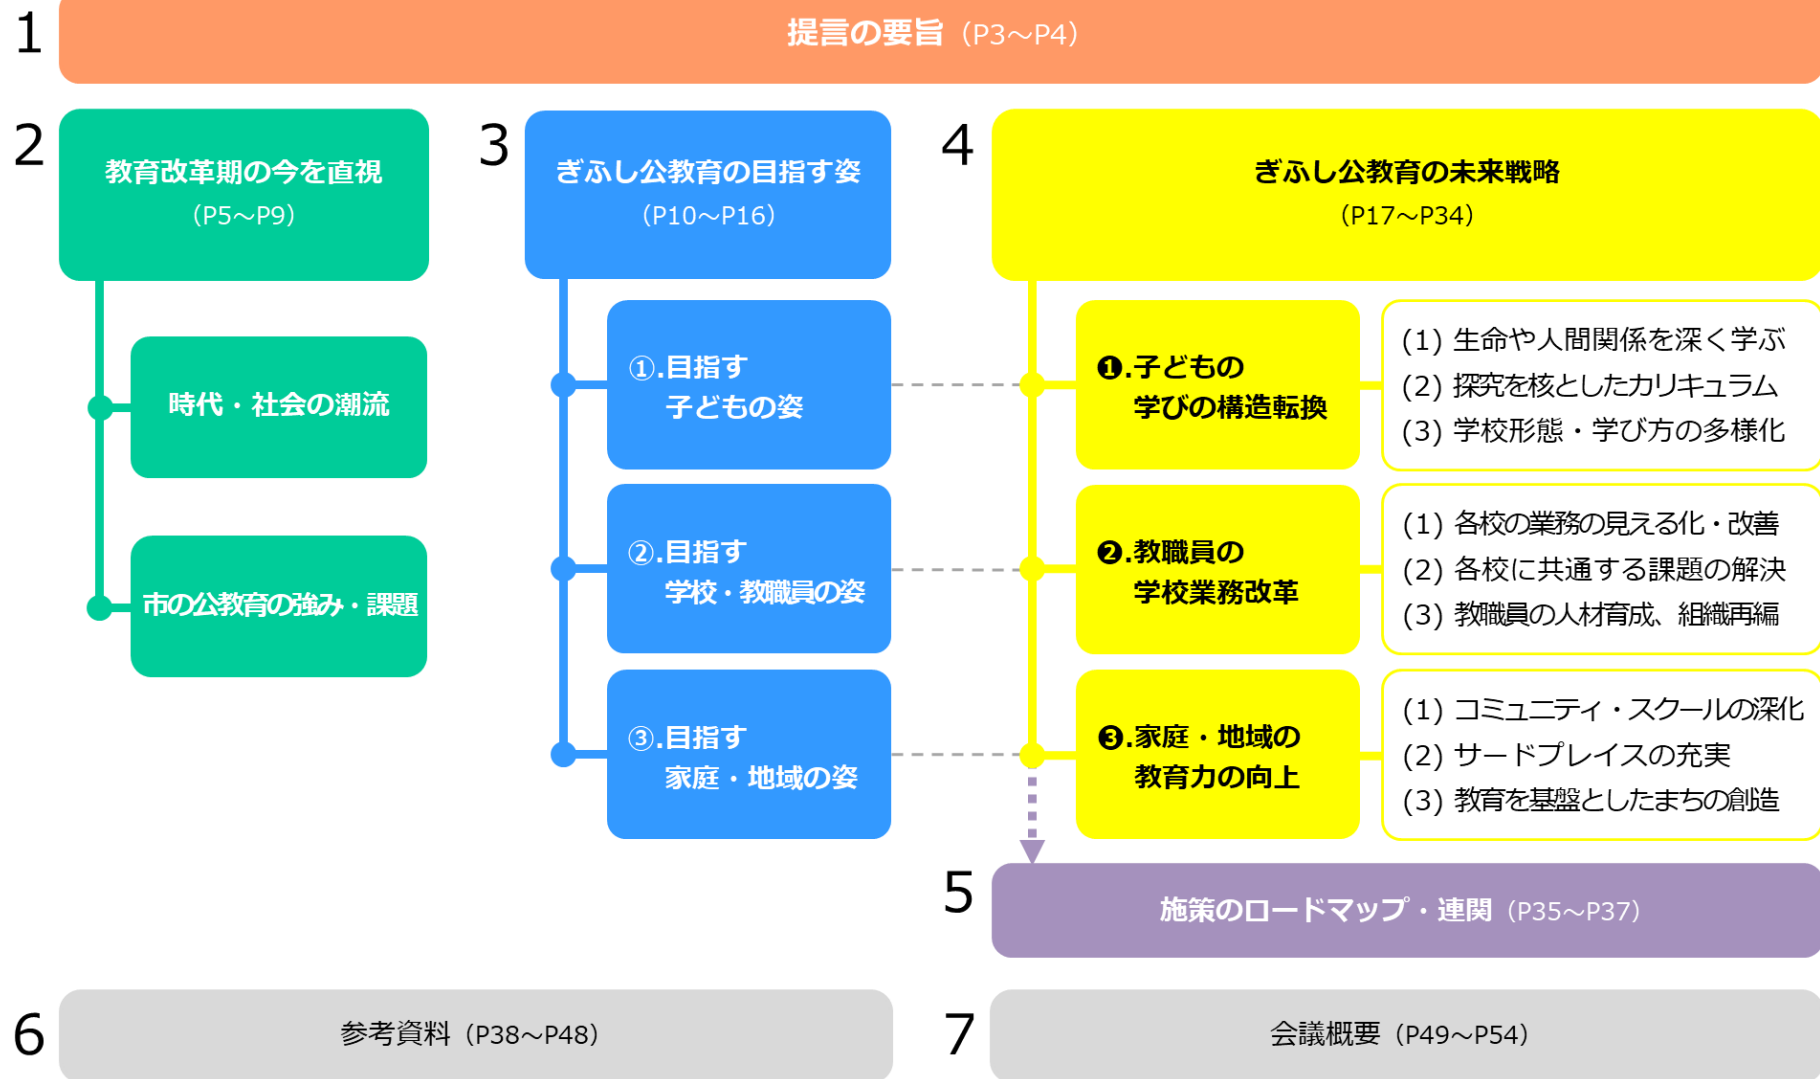 1
提言の要旨（P3～P4）
2
教育改革期の今を直視
（P5～P9）
時代・社会の潮流
市の公教育の強み・課題
3
ぎふし公教育の目指す姿
（P10～P16）
①.目指す
子どもの姿
②.目指す
学校・教職員の姿
③.目指す
家庭・地域の姿
4
ぎふし公教育の未来戦略
（P17～P34）
❶.子どもの
学びの構造転換
(1) 生命や人間関係を深く学ぶ
(2) 探究を核としたカリキュラム
(3) 学校形態・学び方の多様化
❷.教職員の
学校業務改革
(1) 各校の業務の見える化・改善
(2) 各校に共通する課題の解決
(3) 教職員の人材育成、組織再編
❸.家庭・地域の
教育力の向上
(1) コミュニティ・スクールの深化
(2) サードプレイスの充実
(3) 教育を基盤としたまちの創造
5
施策のロードマップ・連関（P35～P37）
6
参考資料（P38～P48）
7
会議概要（P49～P54）